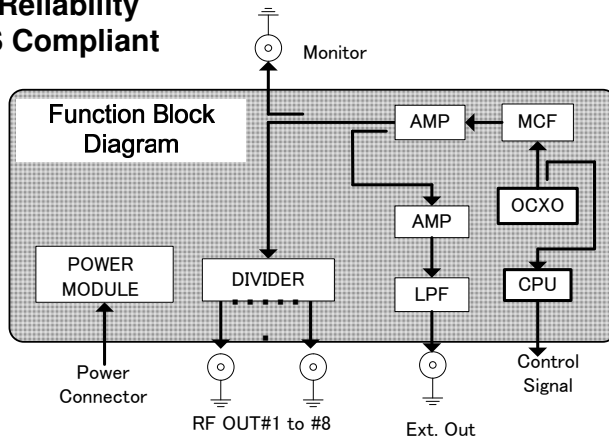 Reliability
Compliant
Monitor
Function Block
Diagram
AMP
MCF
OCXO
AMP
POWER
MODULE
DIVIDER
LPF
CPU
Power
Connector
RF OUT#1 to #8
Ext. Out
Control
Signal